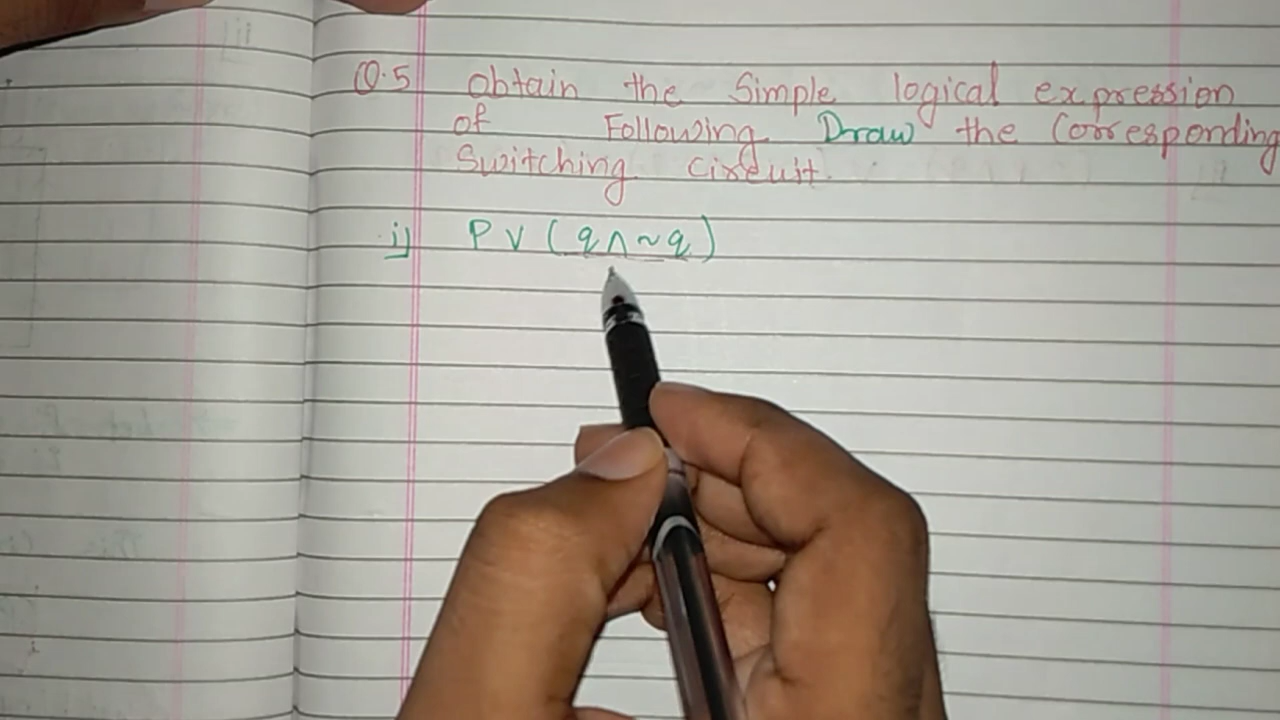 Q.5 Obtain the Simple logical expression
of Following Draw the Corresponding
Switching Circuit.
i) P ∨ ( q ∧ ~ q )